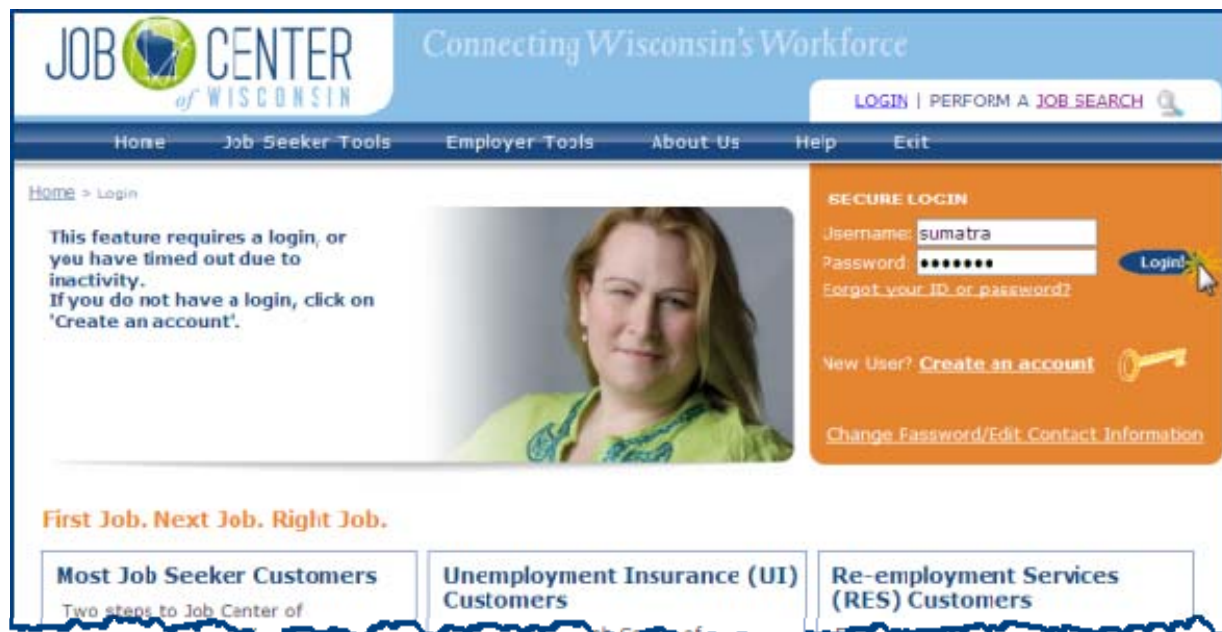 JOB CENTER
of WISCONSIN
Connecting Wisconsin's Workforce
LOGIN | PERFORM A JOB SEARCH
Home Job Seeker Tools Employer Tools About Us Help Exit
Home > Login
This feature requires a login, or
you have timed out due to
inactivity.
If you do not have a login, click on
'Create an account'.
SECURE LOGIN
Username: sumatra
Password: •••••••
Login!
Forgot your ID or password?
New User? Create an account
Change Password/Edit Contact Information
First Job. Next Job. Right Job.
Most Job Seeker Customers
Two steps to Job Center of
Unemployment Insurance (UI)
Customers
Re-employment Services
(RES) Customers